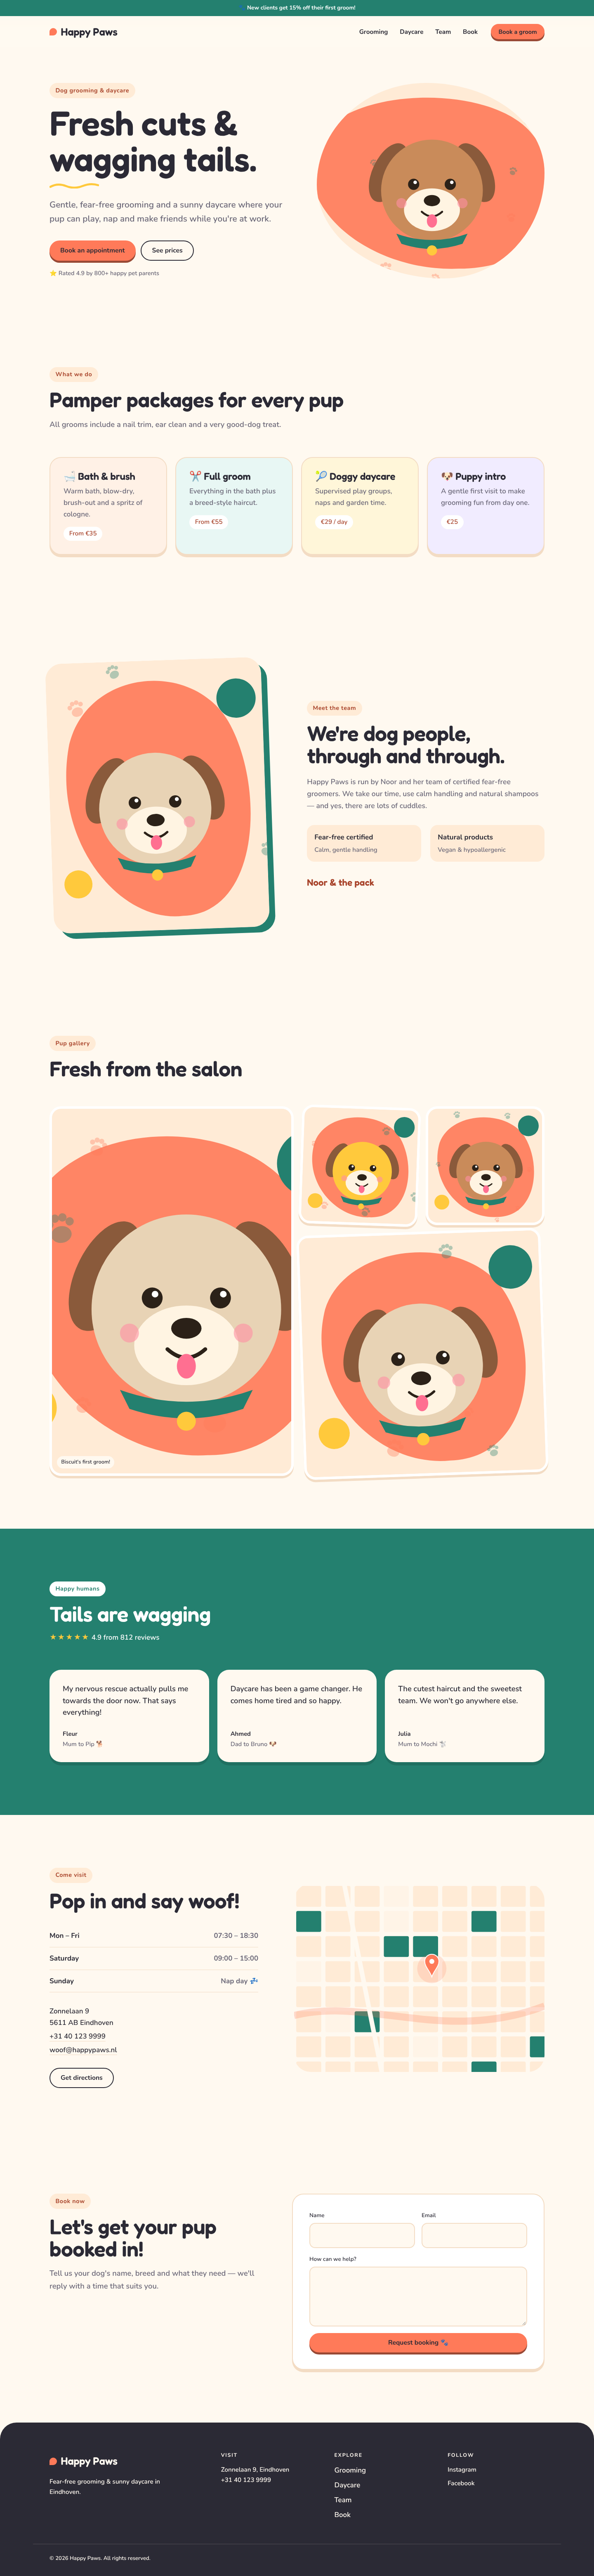 New clients get 15% off their first groom!
Happy Paws
Grooming
Daycare
Team
Book
Book a groom
Dog grooming & daycare
Fresh cuts &
wagging tails.
Gentle, fear-free grooming and a sunny daycare where your
pup can play, nap and make friends while you're at work.
Book an appointment
See prices
⭐ Rated 4.9 by 800+ happy pet parents
What we do
Pamper packages for every pup
All grooms include a nail trim, ear clean and a very good-dog treat.
🛁 Bath & brush
Warm bath, blow-dry,
brush-out and a spritz of
cologne.
From €35
✂️ Full groom
Everything in the bath plus
a breed-style haircut.
From €55
🎾 Doggy daycare
Supervised play groups,
naps and garden time.
€29 / day
🐶 Puppy intro
A gentle first visit to make
grooming fun from day one.
€25
Meet the team
We're dog people,
through and through.
Happy Paws is run by Noor and her team of certified fear-free
groomers. We take our time, use calm handling and natural shampoos
— and yes, there are lots of cuddles.
Fear-free certified
Calm, gentle handling
Natural products
Vegan & hypoallergenic
Noor & the pack
Pup gallery
Fresh from the salon
Biscuit's first groom!
Happy humans
Tails are wagging
★★★★★ 4.9 from 812 reviews
My nervous rescue actually pulls me
towards the door now. That says
everything!
Fleur
Mum to Pip 🐕
Daycare has been a game changer. He
comes home tired and so happy.
Ahmed
Dad to Bruno 🐶
The cutest haircut and the sweetest
team. We won't go anywhere else.
Julia
Mum to Mochi 🐩
Come visit
Pop in and say woof!
Mon – Fri 07:30 – 18:30
Saturday 09:00 – 15:00
Sunday Nap day 💤
Zonnelaan 9
5611 AB Eindhoven
+31 40 123 9999
woof@happypaws.nl
Get directions
Book now
Let's get your pup
booked in!
Tell us your dog's name, breed and what they need — we'll
reply with a time that suits you.
Name
Email
How can we help?
Request booking 🐾
Happy Paws
Fear-free grooming & sunny daycare in
Eindhoven.
VISIT
Zonnelaan 9, Eindhoven
+31 40 123 9999
EXPLORE
Grooming
Daycare
Team
Book
FOLLOW
Instagram
Facebook
© 2026 Happy Paws. All rights reserved.